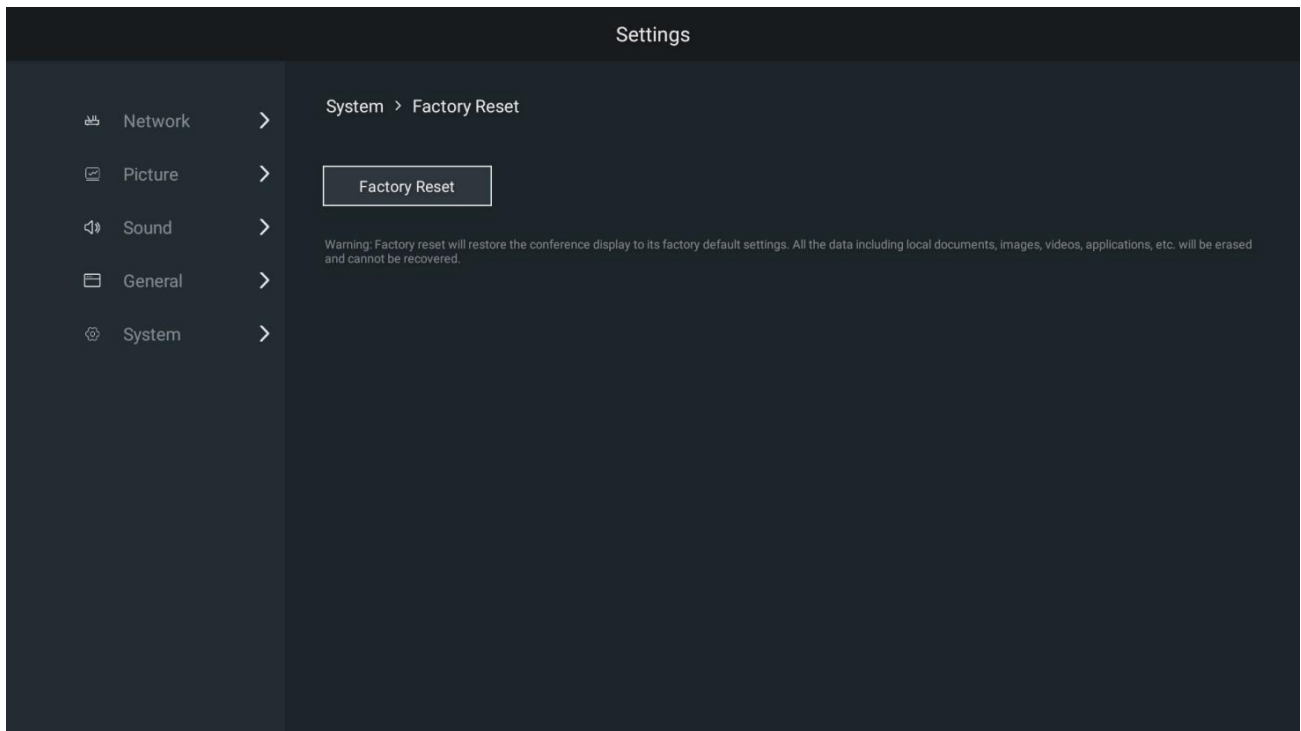 Settings
Network
Picture
Sound
General
System
System > Factory Reset
Factory Reset
Warning: Factory reset will restore the conference display to its factory default settings. All the data including local documents, images, videos, applications, etc. will be erased
and cannot be recovered.